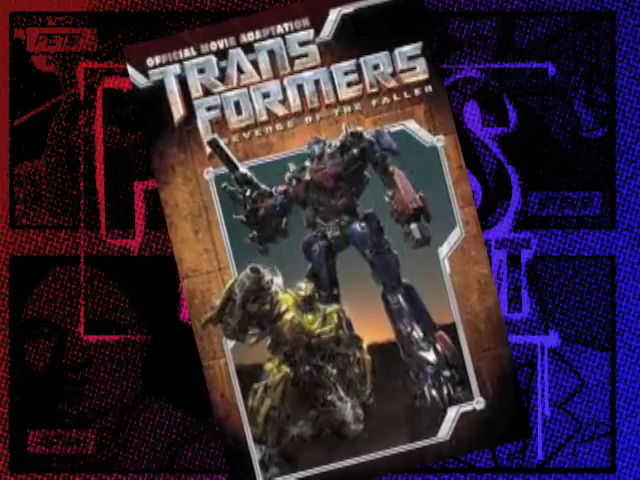 OFFICIAL MOVIE ADAPTATION
TRANS
FORMERS
REVENGE OF THE FALLEN